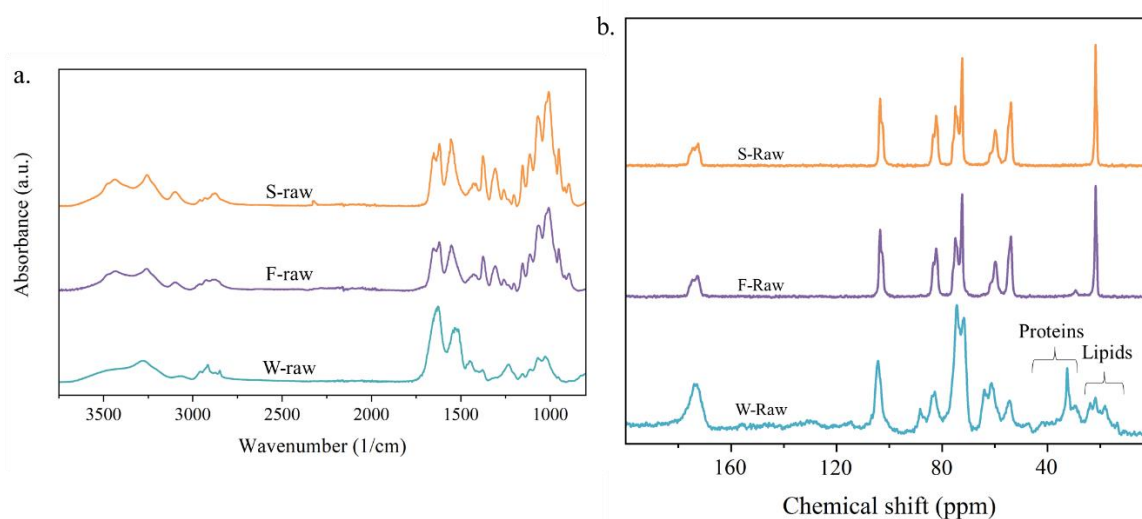 a.
Absorbance (a.u.)
S-raw
F-raw
W-raw
3500 3000 2500 2000 1500 1000
Wavenumber (1/cm)
b.
S-Raw
F-Raw
Proteins
Lipids
W-Raw
160 120 80 40
Chemical shift (ppm)